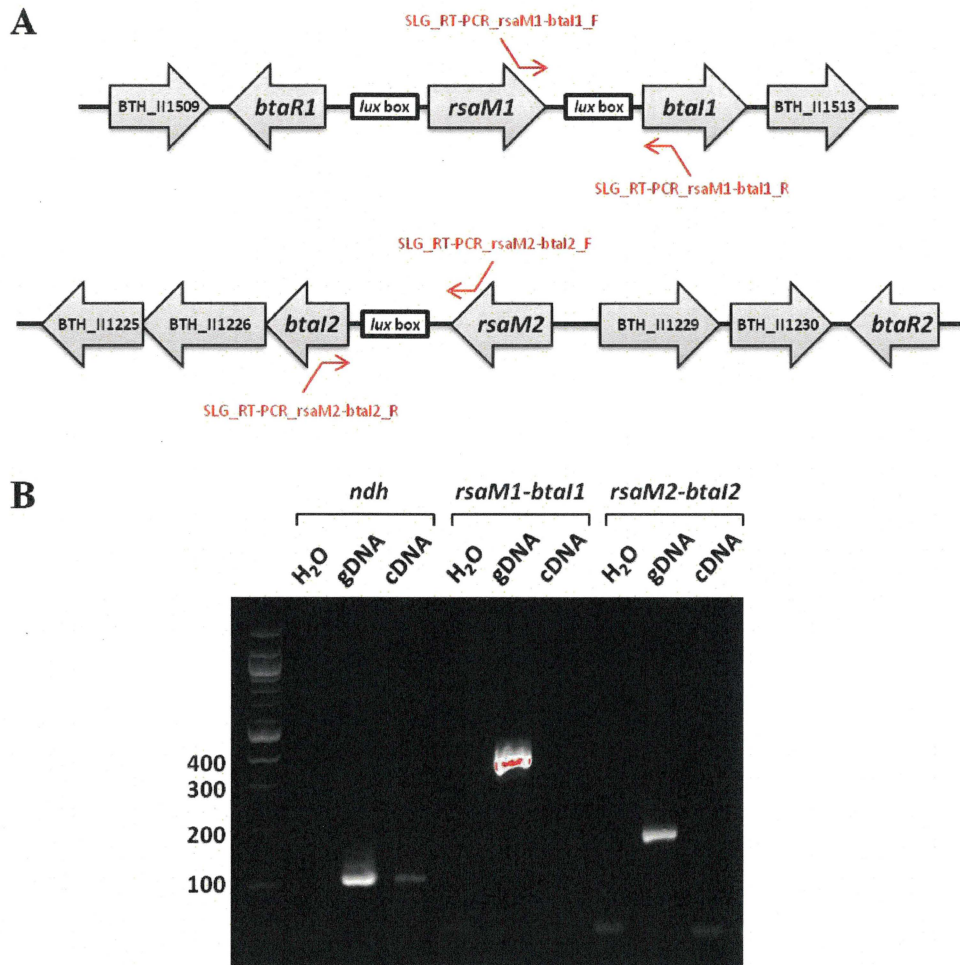 A
SLG_RT-PCR_rsaM1-btaI1_F
BTH_II1509 btaR1 lux box rsaM1 lux box btaI1 BTH_II1513
SLG_RT-PCR_rsaM1-btaI1_R
SLG_RT-PCR_rsaM2-btaI2_F
BTH_II1225 BTH_II1226 btaI2 lux box rsaM2 BTH_II1229 BTH_II1230 btaR2
SLG_RT-PCR_rsaM2-btaI2_R
B
ndh rsaM1-btaI1 rsaM2-btaI2
H₂O gDNA cDNA H₂O gDNA cDNA H₂O gDNA cDNA
400
300
200
100